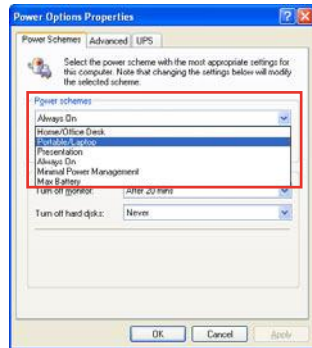 Power Options Properties
Power Schemes Advanced UPS
Select the power scheme with the most appropriate settings for
this computer. Note that changing the settings below will modify
the selected scheme.
Power schemes
Always On
Home/Office Desk
Portable/Laptop
Presentation
Always On
Minimal Power Management
Max Battery
Turn off monitor: After 20 mins
Turn off hard disks: Never
OK Cancel Apply